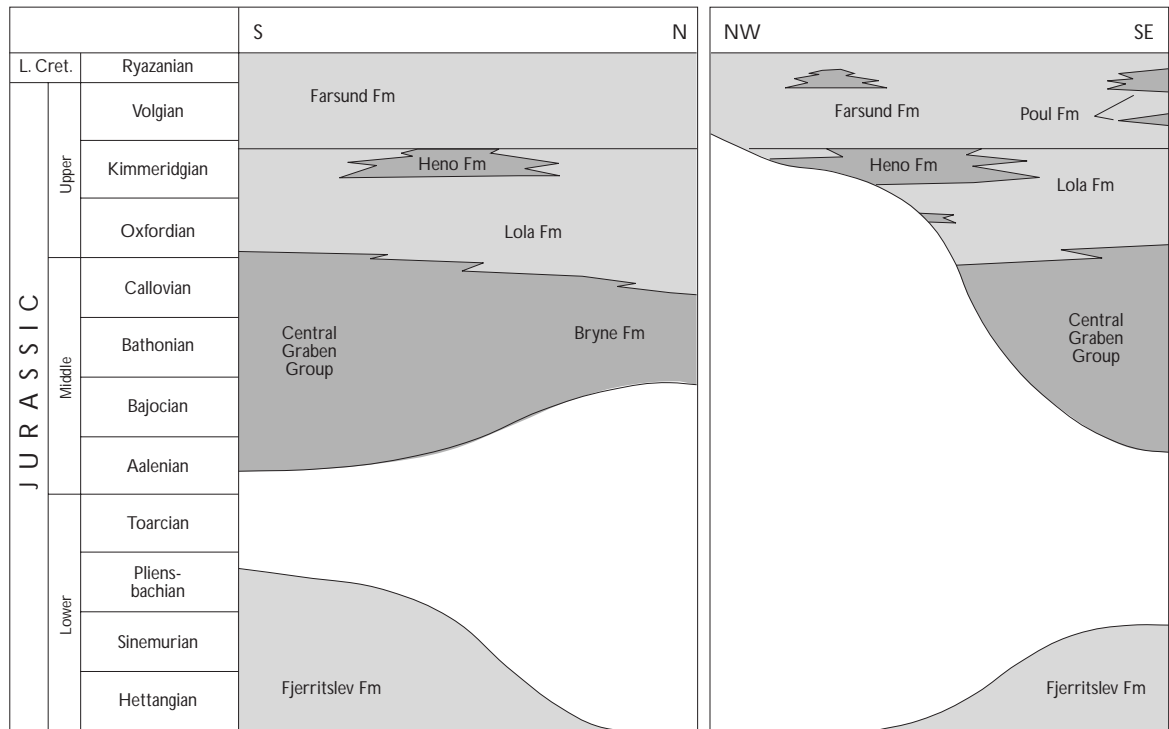 S N NW SE
L. Cret. Ryazanian
JURASSIC
Upper
Volgian
Kimmeridgian
Oxfordian
Middle
Callovian
Bathonian
Bajocian
Aalenian
Lower
Toarcian
Pliens-
bachian
Sinemurian
Hettangian
Farsund Fm
Heno Fm
Lola Fm
Central
Graben
Group
Bryne Fm
Fjerritslev Fm
Farsund Fm
Poul Fm
Heno Fm
Lola Fm
Central
Graben
Group
Fjerritslev Fm